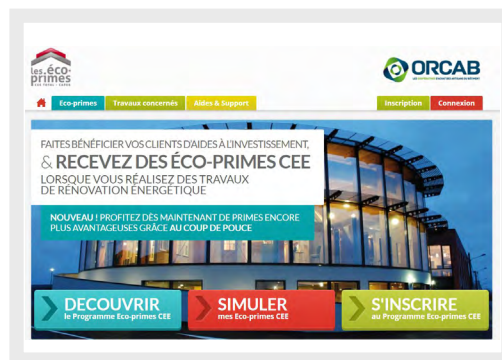 les.éco-
primes
ORCAB
Eco-primes
Travaux concernés
Aides & Support
Inscription
Connexion
FAITES BÉNÉFICIER VOS CLIENTS D'AIDES À L'INVESTISSEMENT,
& RECEVEZ DES ÉCO-PRIMES CEE
LORSQUE VOUS RÉALISEZ DES TRAVAUX
DE RÉNOVATION ÉNERGÉTIQUE
NOUVEAU ! PROFITEZ DÈS MAINTENANT DE PRIMES ENCORE
PLUS AVANTAGEUSES GRÂCE AU COUP DE POUCE
DECOUVRIR
le Programme Eco-primes CEE
SIMULER
mes Eco-primes CEE
S'INSCRIRE
au Programme Eco-primes CEE